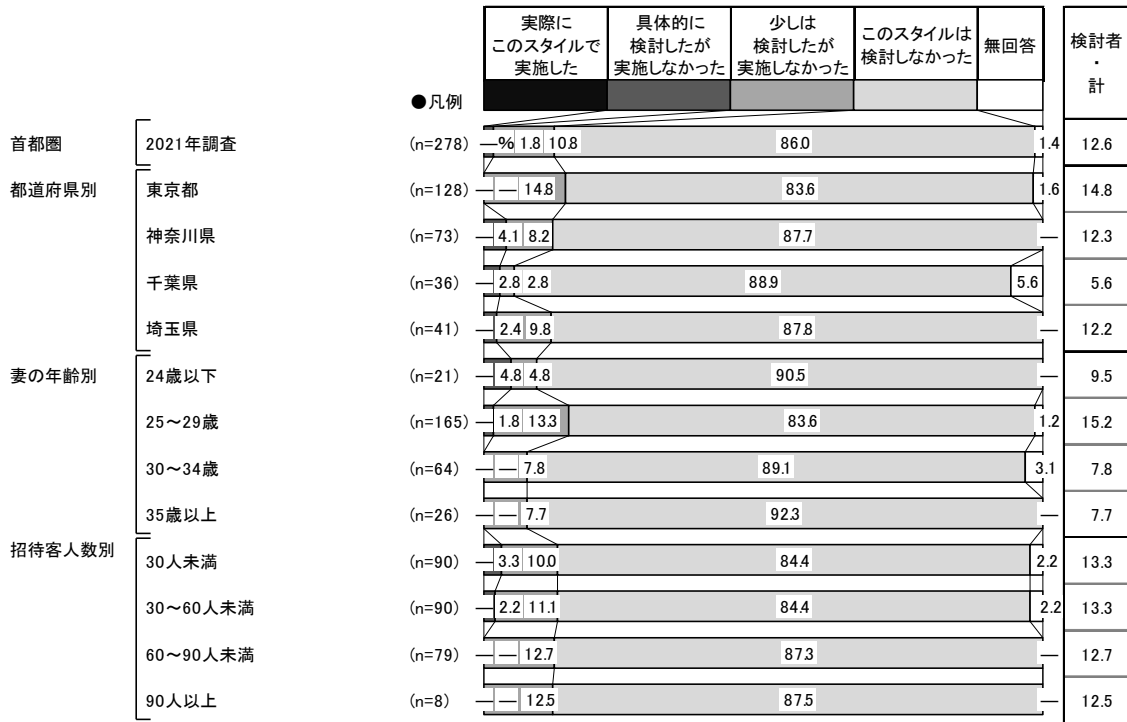 実際に
このスタイルで
実施した
具体的に
検討したが
実施しなかった
少しは
検討したが
実施しなかった
このスタイルは
検討しなかった
無回答
検討者
・
計
●凡例
首都圏 2021年調査 (n=278) —% 1.8 10.8 86.0 1.4 12.6
都道府県別 東京都 (n=128) — — 14.8 83.6 1.6 14.8
神奈川県 (n=73) — 4.1 8.2 87.7 — 12.3
千葉県 (n=36) — 2.8 2.8 88.9 5.6 5.6
埼玉県 (n=41) — 2.4 9.8 87.8 — 12.2
妻の年齢別 24歳以下 (n=21) — 4.8 4.8 90.5 — 9.5
25～29歳 (n=165) — 1.8 13.3 83.6 1.2 15.2
30～34歳 (n=64) — — 7.8 89.1 3.1 7.8
35歳以上 (n=26) — — 7.7 92.3 — 7.7
招待客人数別 30人未満 (n=90) — 3.3 10.0 84.4 2.2 13.3
30～60人未満 (n=90) — 2.2 11.1 84.4 2.2 13.3
60～90人未満 (n=79) — — 12.7 87.3 — 12.7
90人以上 (n=8) — — 12.5 87.5 — 12.5